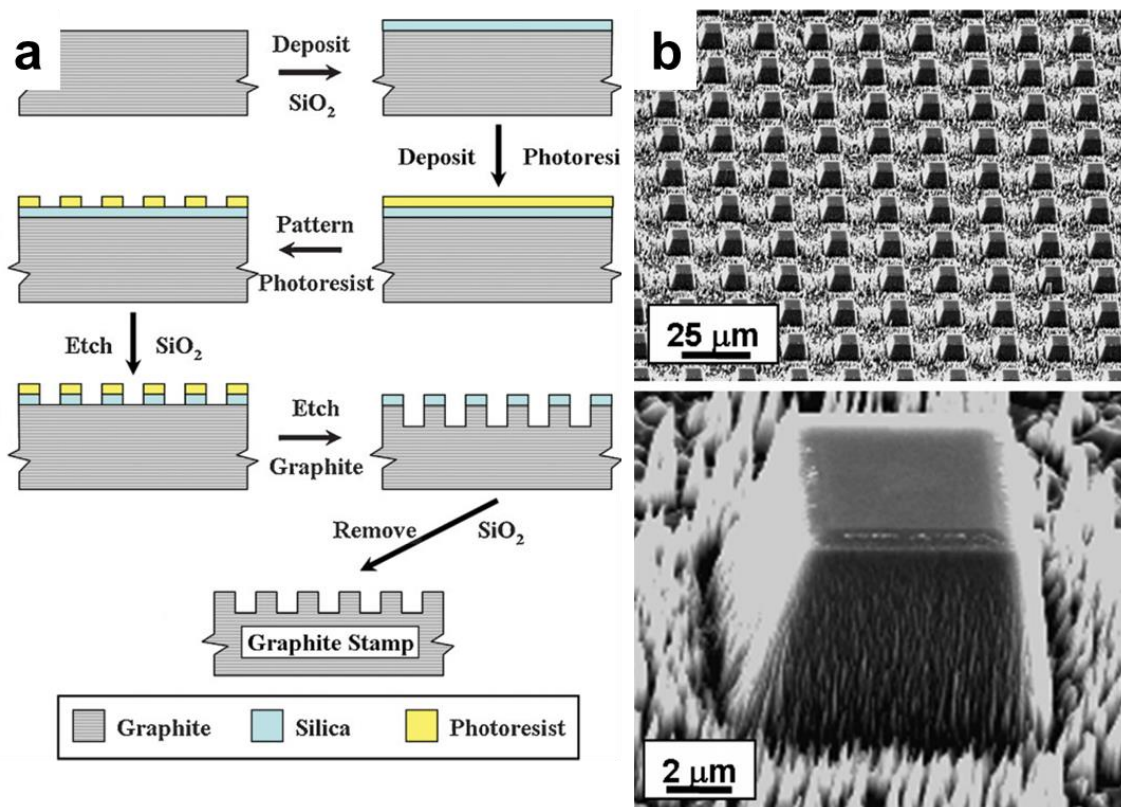 a
Deposit
SiO2
Deposit Photoresi
Pattern
Photoresist
Etch SiO2
Etch
Graphite
Remove SiO2
Graphite Stamp
Graphite Silica Photoresist
b
25 μm
2 μm